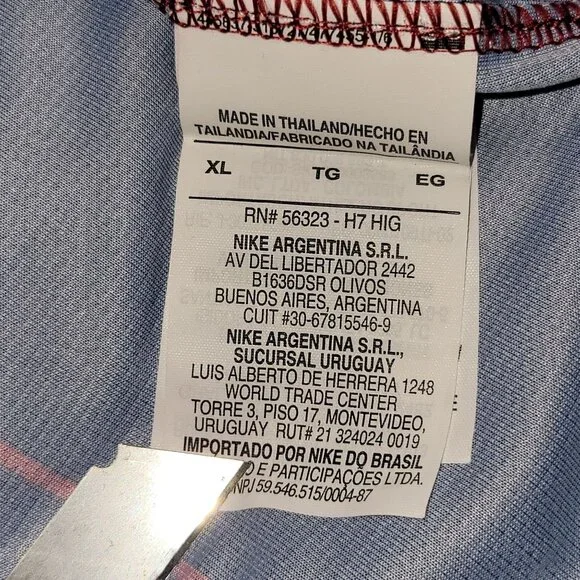 MADE IN THAILAND/HECHO EN
TAILANDIA/FABRICADO NA TAILÂNDIA
XL TG EG
RN# 56323 - H7 HIG
NIKE ARGENTINA S.R.L.
AV DEL LIBERTADOR 2442
B1636DSR OLIVOS
BUENOS AIRES, ARGENTINA
CUIT #30-67815546-9
NIKE ARGENTINA S.R.L.,
SUCURSAL URUGUAY
LUIS ALBERTO DE HERRERA 1248
WORLD TRADE CENTER
TORRE 3, PISO 17, MONTEVIDEO,
URUGUAY RUT# 21 324024 0019
IMPORTADO POR NIKE DO BRASIL
O E PARTICIPAÇÕES LTDA.
NPJ 59.546.515/0004-87